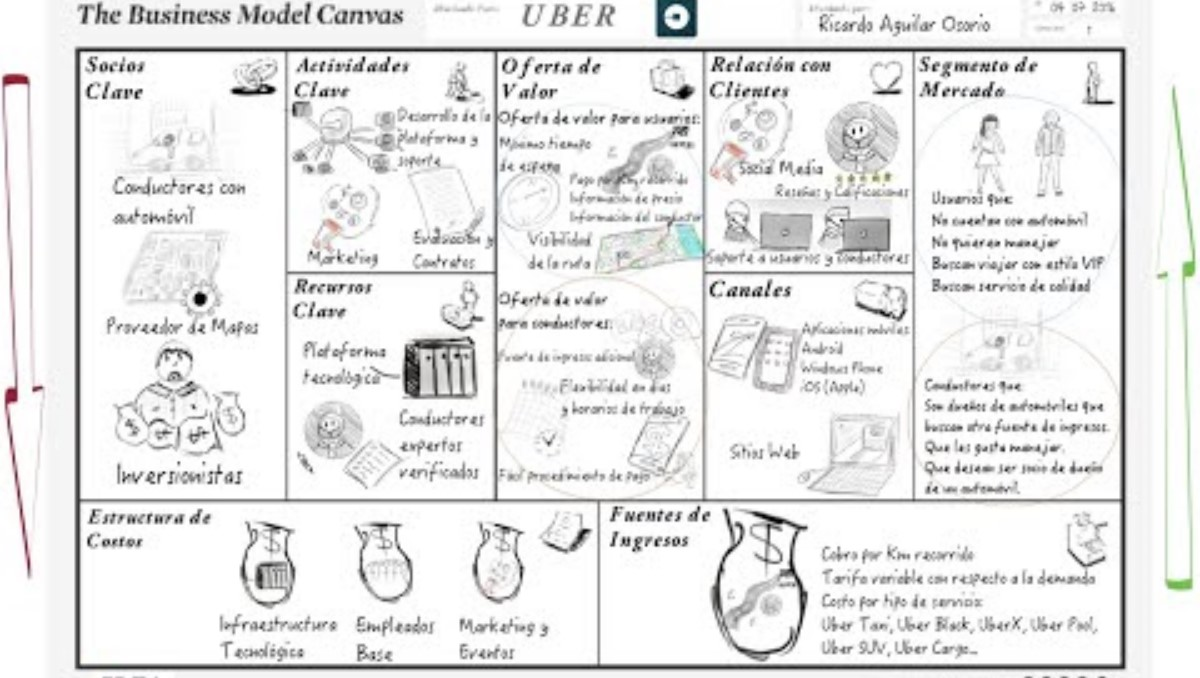 The Business Model Canvas
UBER
Ricardo Aguilar Osorio
Socios
Clave
Conductores con
automóvil
Proveedor de Mapas
Inversionistas
Actividades
Clave
Desarrollo de la
plataforma y
soporte
Marketing
Evaluación y
Contratos
Recursos
Clave
Plataforma
tecnológica
Conductores
expertos
verificados
Oferta de
Valor
Oferta de valor para usuarios:
Mínimo tiempo
de espera
Pago por Km recorrido
Información de precio
Información del conductor
Visibilidad
de la ruta
Oferta de valor
para conductores:
Fuente de ingreso adicional
Flexibilidad en días
y horarios de trabajo
Fácil procedimiento de pago
Relación con
Clientes
Social Media
Reseñas y Calificaciones
Soporte a usuarios y conductores
Canales
Aplicaciones móviles
Android
Windows Phone
iOS (Apple)
Sitios Web
Segmento de
Mercado
Usuarios que:
No cuentan con automóvil
No quieren manejar
Buscan viajar con estilo VIP
Buscan servicio de calidad
Conductores que:
Son dueños de automóviles que
buscan otra fuente de ingresos.
Que les gusta manejar.
Que desean ser socio de dueño
de un automóvil.
Estructura de
Costos
Infraestructura
Tecnológica
Empleados
Base
Marketing y
Eventos
Fuentes de
Ingresos
Cobro por Km recorrido
Tarifa variable con respecto a la demanda
Costo por tipo de servicio:
Uber Taxi, Uber Black, UberX, Uber Pool,
Uber SUV, Uber Cargo...